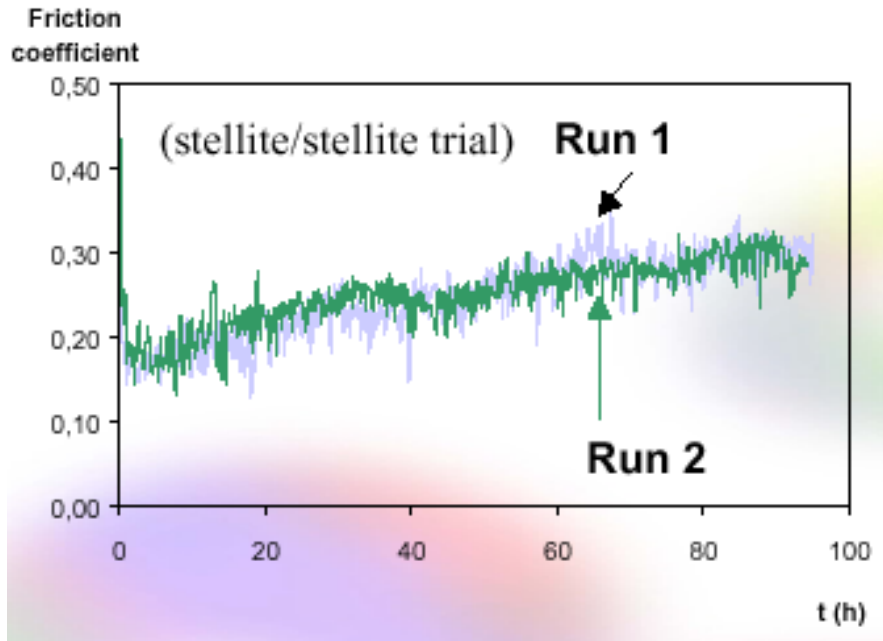 Friction
coefficient
0,50
(stellite/stellite trial) Run 1
0,40
0,30
0,20
0,10
Run 2
0,00
0 20 40 60 80 100
t (h)